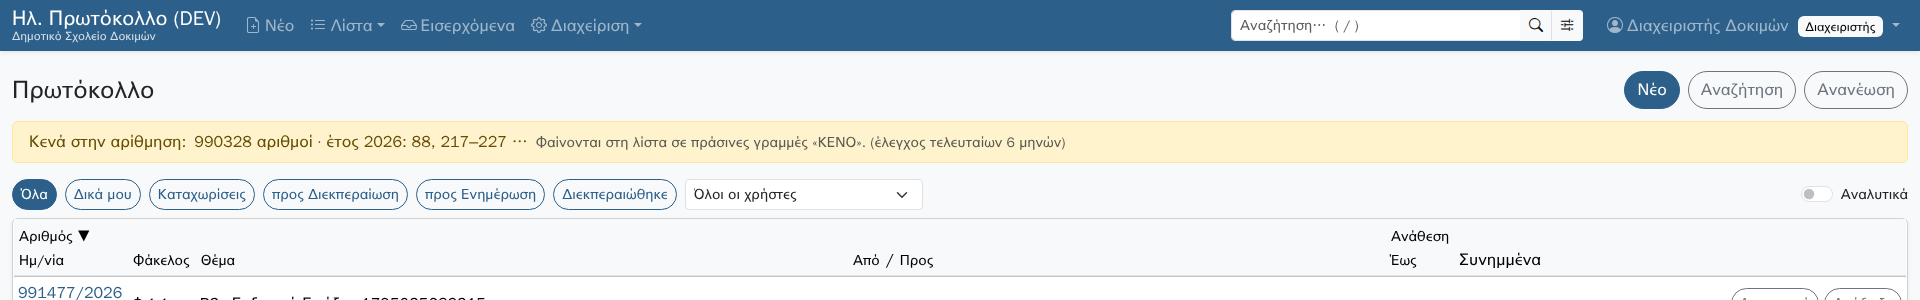 Ηλ. Πρωτόκολλο (DEV)
Δημοτικό Σχολείο Δοκιμών
Νέο Λίστα Εισερχόμενα Διαχείριση
Αναζήτηση… ( / )
Διαχειριστής Δοκιμών Διαχειριστής
Πρωτόκολλο
Νέο Αναζήτηση Ανανέωση
Κενά στην αρίθμηση: 990328 αριθμοί · έτος 2026: 88, 217–227 … Φαίνονται στη λίστα σε πράσινες γραμμές «ΚΕΝΟ». (έλεγχος τελευταίων 6 μηνών)
Όλα Δικά μου Καταχωρίσεις προς Διεκπεραίωση προς Ενημέρωση Διεκπεραιώθηκε Όλοι οι χρήστες Αναλυτικά
Αριθμός ▼ Ανάθεση
Ημ/νία Φάκελος Θέμα Από / Προς Έως Συνημμένα
991477/2026